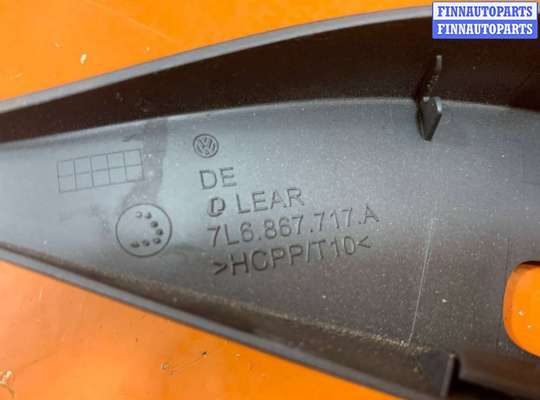 FINNAUTOPARTS
FINNAUTOPARTS
DE
LEAR
7L6.867.717.A
>HCPP/T10<